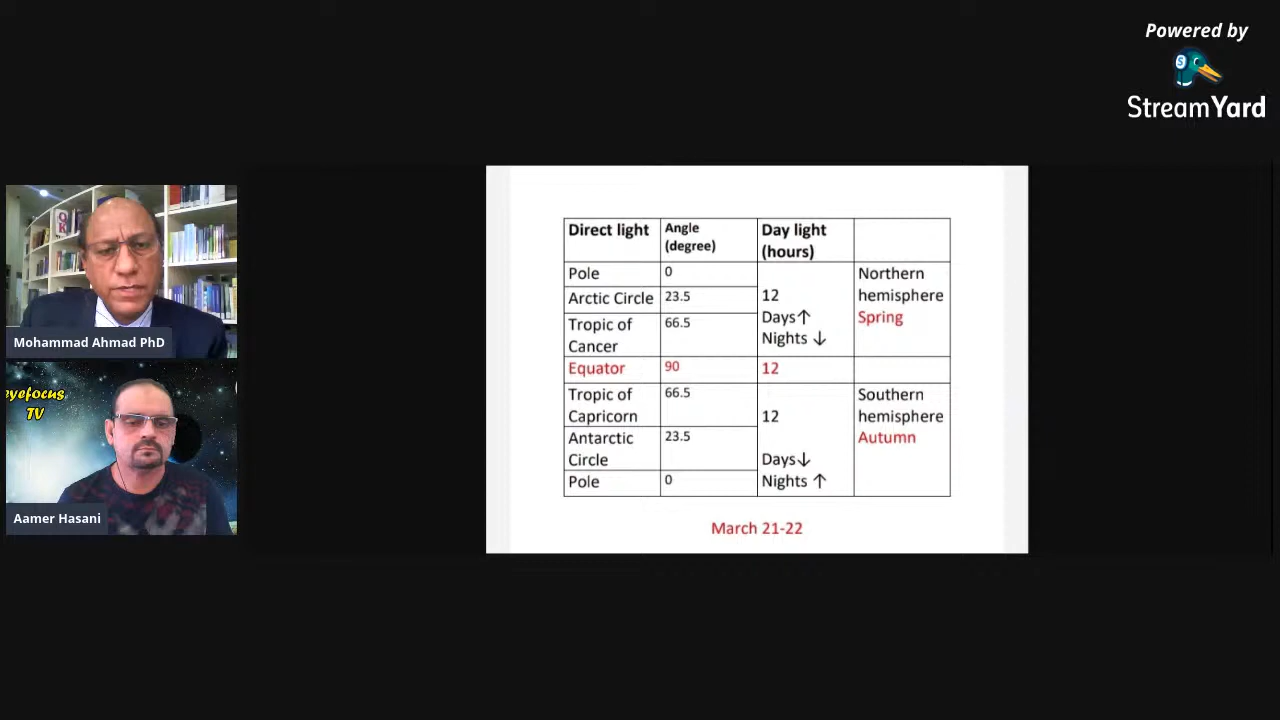 Powered by
StreamYard
Mohammad Ahmad PhD
eyefocus
TV
Aamer Hasani
Direct light
Angle
(degree)
Day light
(hours)
Pole
0
Arctic Circle
23.5
Tropic of
Cancer
66.5
12
Days↑
Nights ↓
Northern
hemisphere
Spring
Equator
90
12
Tropic of
Capricorn
66.5
Antarctic
Circle
23.5
Pole
0
12
Days↓
Nights ↑
Southern
hemisphere
Autumn
March 21-22